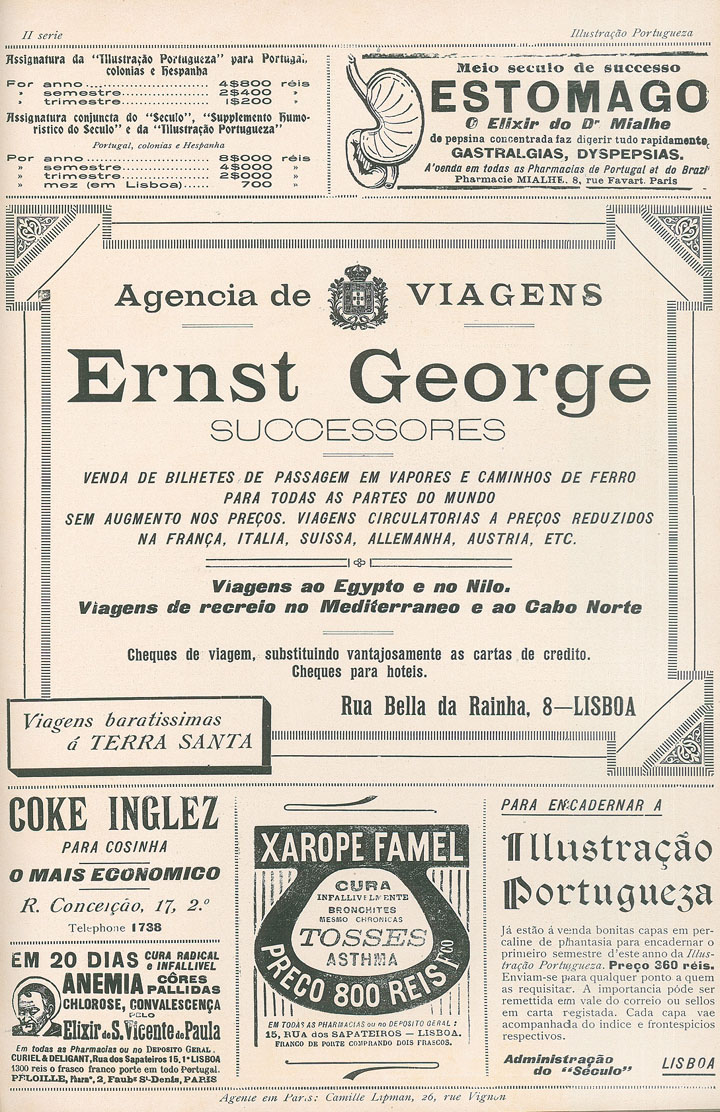 II serie
Illustração Portugueza
Assignatura da "Illustração Portugueza" para Portugal,
colonias e Hespanha
Por anno........................ 4$800 réis
» semestre.................... 2$400 »
» trimestre................... 1$200 »
Assignatura conjuncta do "Seculo", "Supplemento Humo-
ristico do Seculo" e da "Illustração Portugueza"
Portugal, colonias e Hespanha
Por anno........................ 8$000 réis
» semestre.................... 4$000 »
» trimestre................... 2$000 »
» mez (em Lisboa)...... 700 »
Meio seculo de successo
ESTOMAGO
O Elixir do Dr Mialhe
de pepsina concentrada faz digerir tudo rapidamente,
GASTRALGIAS, DYSPEPSIAS.
A'venda em todas as Pharmacias de Portugal et do Brazil
Pharmacie MIALHE. 8, rue Favart. Paris
Agencia de VIAGENS
Ernst George
SUCCESSORES
VENDA DE BILHETES DE PASSAGEM EM VAPORES E CAMINHOS DE FERRO
PARA TODAS AS PARTES DO MUNDO
SEM AUGMENTO NOS PREÇOS. VIAGENS CIRCULATORIAS A PREÇOS REDUZIDOS
NA FRANÇA, ITALIA, SUISSA, ALLEMANHA, AUSTRIA, ETC.
Viagens ao Egypto e no Nilo.
Viagens de recreio no Mediterraneo e ao Cabo Norte
Cheques de viagem, substituindo vantajosamente as cartas de credito.
Cheques para hoteis.
Rua Bella da Rainha, 8—LISBOA
Viagens baratissimas
á TERRA SANTA
COKE INGLEZ
PARA COSINHA
O MAIS ECONOMICO
R. Conceição, 17, 2.º
Telephone 1738
EM 20 DIAS CURA RADICAL
e INFALLIVEL
ANEMIA CÔRES
PALLIDAS
CHLOROSE, CONVALESCENÇA
PELO
Elixir de S. Vicente de Paula
Em todas as Pharmacias ou no DEPOSITO GERAL.
CURIEL & DELIGANT, Rua dos Sapateiros 15, 1º LISBOA
1300 reis o frasco franco porte em todo Portugal.
PELOILLE, Pharn, 2, Faubg St-Denis, PARIS
XAROPE FAMEL
CURA
INFALLIVELMENTE
BRONCHITES
MESMO CHRONICAS
TOSSES
ASTHMA
PREÇO 800 REIS Fco
EM TODAS AS PHARMACIAS ou no DEPOSITO GERAL:
15, RUA dos SAPATEIROS — LISBOA.
FRANCO DE PORTE COMPRANDO 2 FRASCOS.
PARA ENCADERNAR A
Illustração
Portugueza
Já estão á venda bonitas capas em per-
caline de phantasia para encadernar o
primeiro semestre d'este anno da Illus-
tração Portugueza. Preço 360 réis.
Enviam-se para qualquer ponto a quem
as requisitar. A importancia póde ser
remettida em vale do correio ou sellos
em carta registada. Cada capa vae
acompanhada do indice e frontespicios
respectivos.
Administração
do "Seculo"
LISBOA
Agente em Paris: Camille Lipman, 26, rue Vignon